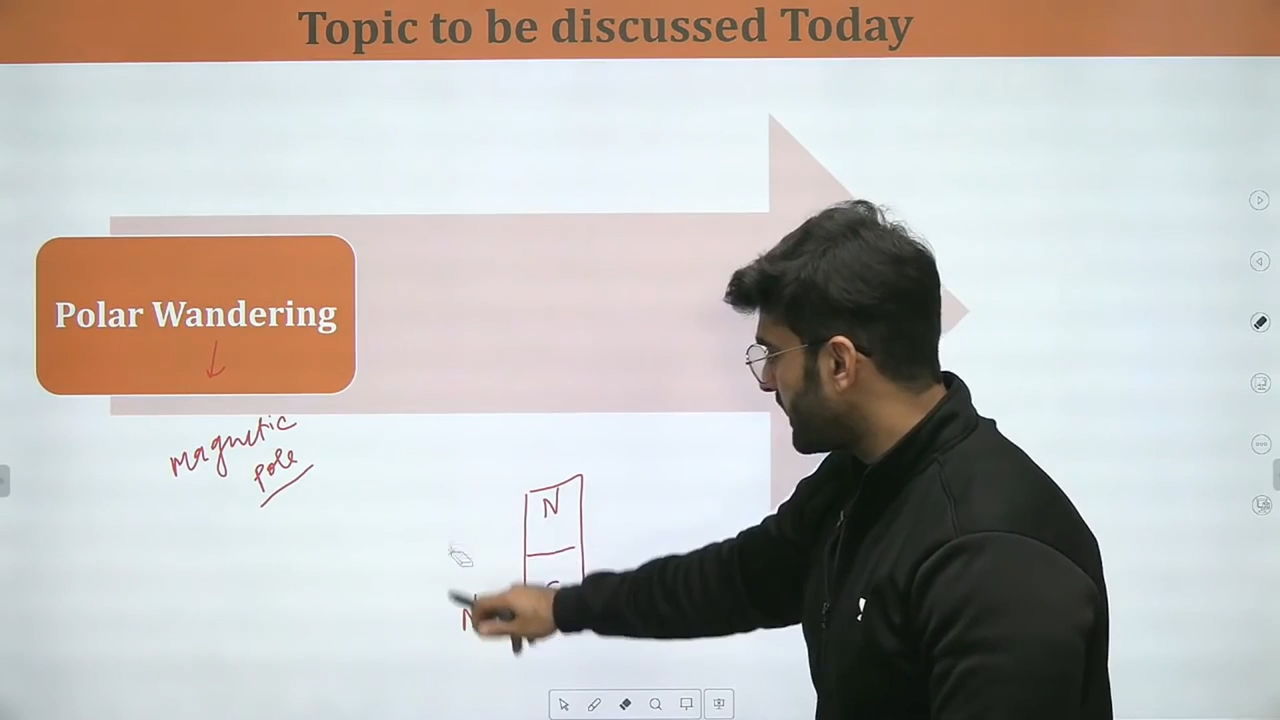 Topic to be discussed Today
Polar Wandering
magnetic
pole
N